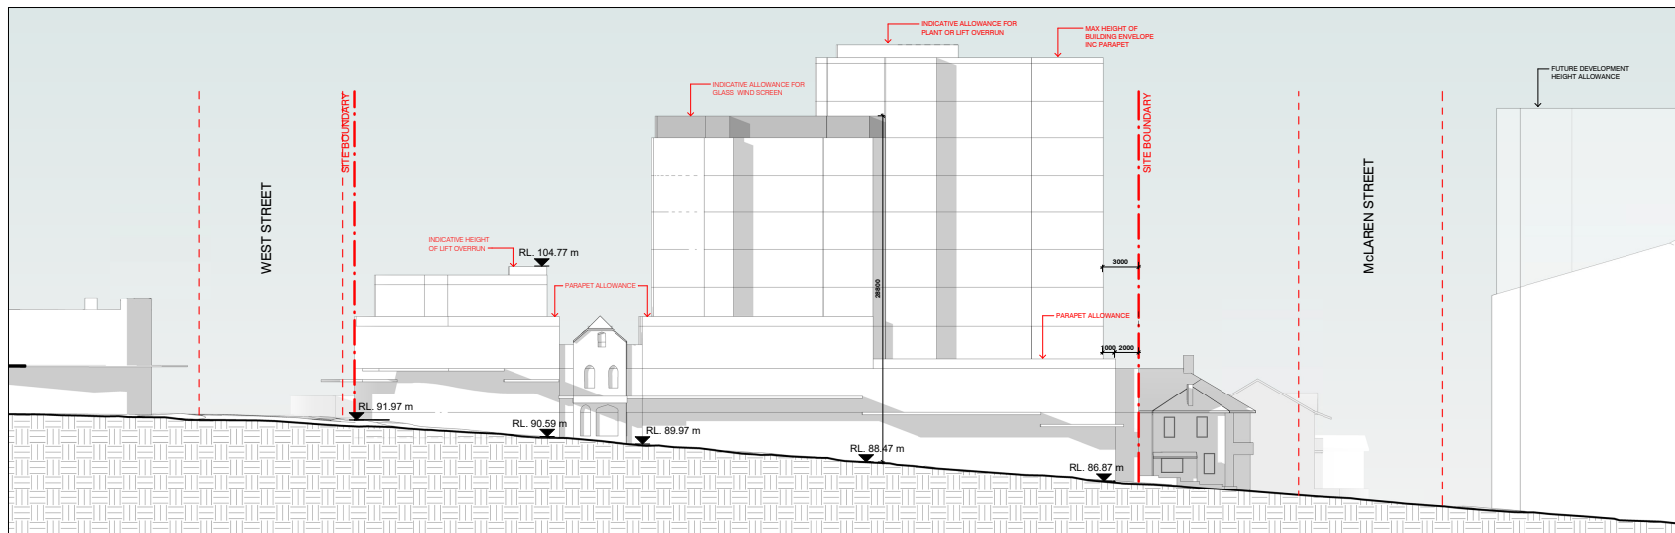 INDICATIVE ALLOWANCE FOR
PLANT OR LIFT OVERRUN
MAX HEIGHT OF
BUILDING ENVELOPE
INC PARAPET
FUTURE DEVELOPMENT
HEIGHT ALLOWANCE
INDICATIVE ALLOWANCE FOR
GLASS WIND SCREEN
SITE BOUNDARY
SITE BOUNDARY
WEST STREET
McLAREN STREET
INDICATIVE HEIGHT
OF LIFT OVERRUN
RL. 104.77 m
3000
PARAPET ALLOWANCE
28800
PARAPET ALLOWANCE
1000 2000
RL. 91.97 m
RL. 90.59 m
RL. 89.97 m
RL. 88.47 m
RL. 86.87 m